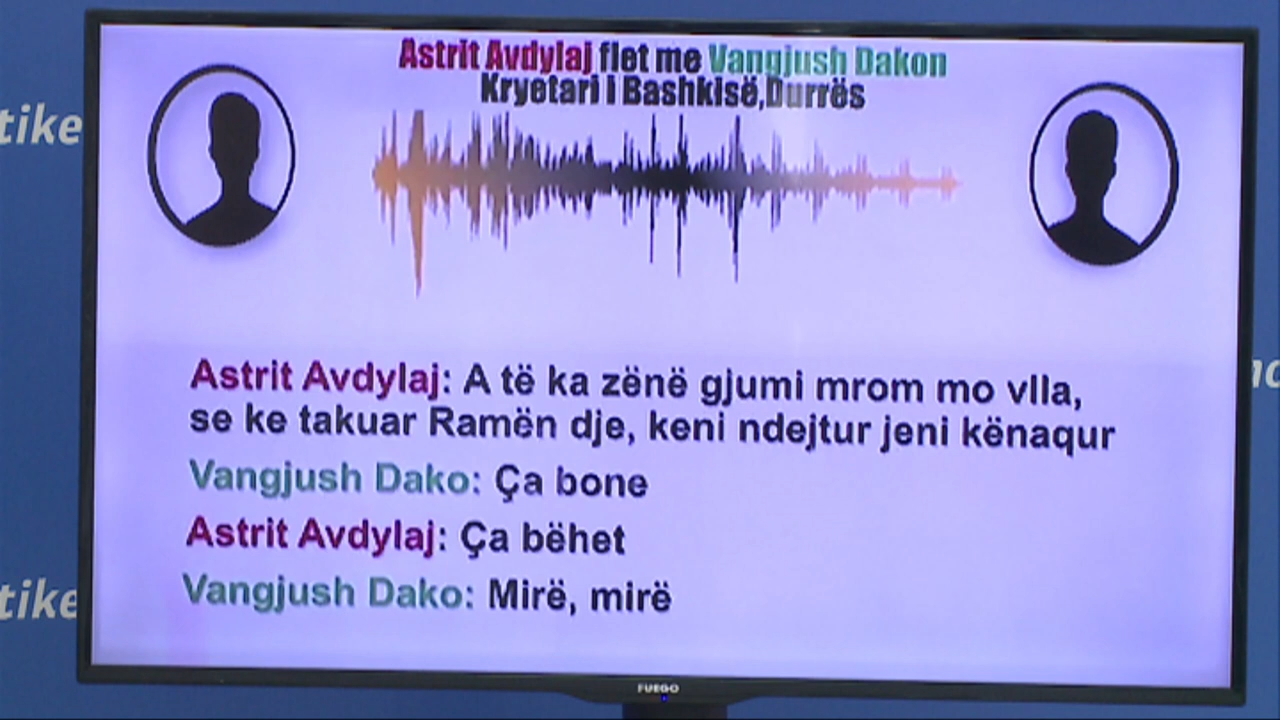 Astrit Avdylaj flet me Vangjush Dakon
Kryetari i Bashkisë,Durrës
tike
Astrit Avdylaj: A të ka zënë gjumi mrom mo vlla,
se ke takuar Ramën dje, keni ndejtur jeni kënaqur
Vangjush Dako: Ça bone
Astrit Avdylaj: Ça bëhet
Vangjush Dako: Mirë, mirë
tike
FUEGO